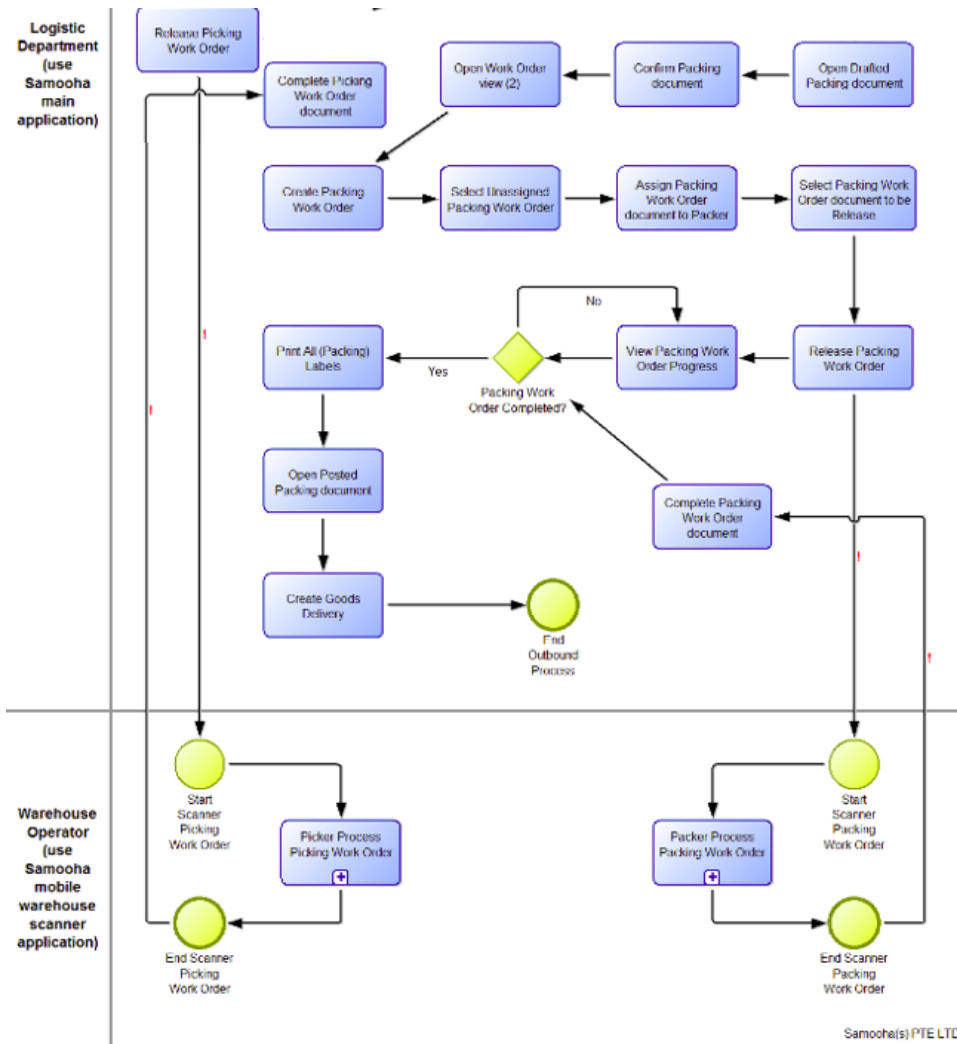 Logistic
Department
(use
Samooha
main
application)
Release Picking
Work Order
Complete Picking
Work Order
document
Open Work Order
view (2)
Confirm Packing
document
Open Drafted
Packing document
Create Packing
Work Order
Select Unassigned
Packing Work Order
Assign Packing
Work Order
document to Packer
Select Packing Work
Order document to be
Release
No
!
Print All (Packing)
Labels
Yes
Packing Work
Order Completed?
View Packing Work
Order Progress
Release Packing
Work Order
!
Open Posted
Packing document
Complete Packing
Work Order
document
!
Create Goods
Delivery
End
Outbound
Process
!
Warehouse
Operator
(use
Samooha
mobile
warehouse
scanner
application)
Start
Scanner
Picking
Work Order
Picker Process
Picking Work Order
+
End Scanner
Picking
Work Order
Start
Scanner
Packing
Work Order
Packer Process
Packing Work Order
+
End Scanner
Packing
Work Order
Samooha(s) PTE LTD